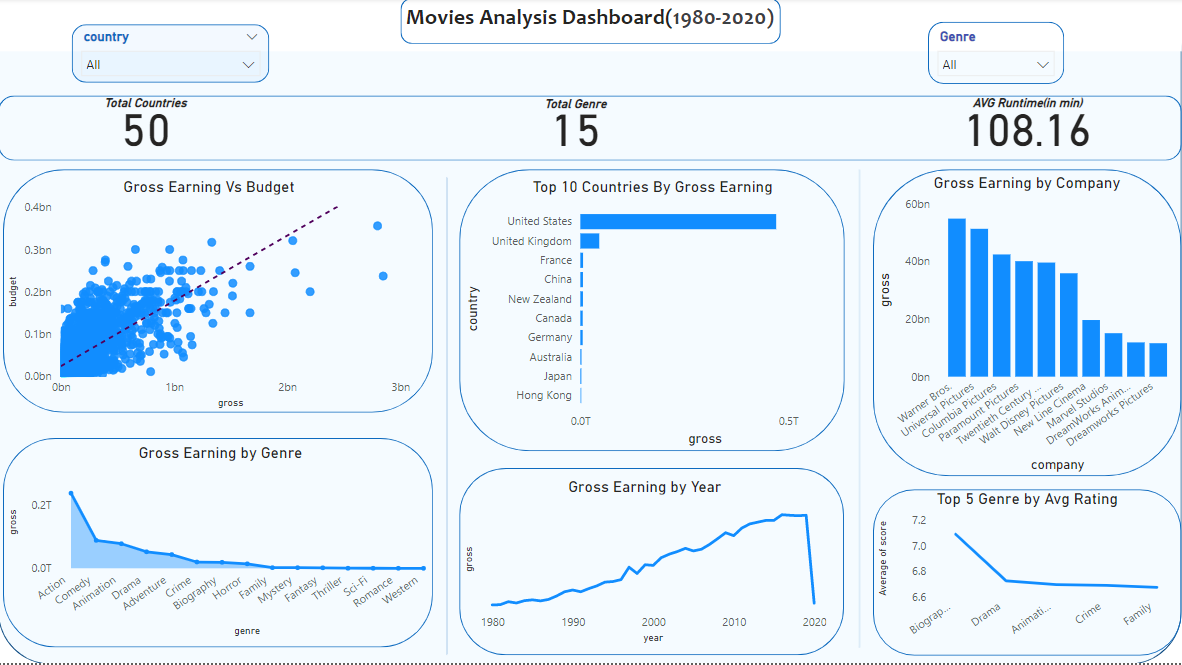 Movies Analysis Dashboard(1980-2020)
country
All
Genre
All
Total Countries
50
Total Genre
15
AVG Runtime(in min)
108.16
Gross Earning Vs Budget
budget
0.4bn
0.3bn
0.2bn
0.1bn
0.0bn
0bn 1bn 2bn 3bn
gross
Top 10 Countries By Gross Earning
country
United States
United Kingdom
France
China
New Zealand
Canada
Germany
Australia
Japan
Hong Kong
0.0T 0.5T
gross
Gross Earning by Company
gross
60bn
40bn
20bn
0bn
Warner Bros.
Universal Pictures
Columbia Pictures
Paramount Pictures
Twentieth Century ...
Walt Disney Pictures
New Line Cinema
Marvel Studios
DreamWorks Anim...
Dreamworks Pictures
company
Gross Earning by Genre
gross
0.2T
0.0T
Action
Comedy
Animation
Drama
Adventure
Crime
Biography
Horror
Family
Mystery
Fantasy
Thriller
Sci-Fi
Romance
Western
genre
Gross Earning by Year
gross
1980 1990 2000 2010 2020
year
Top 5 Genre by Avg Rating
Average of score
7.2
7.0
6.8
6.6
Biograp...
Drama
Animati...
Crime
Family